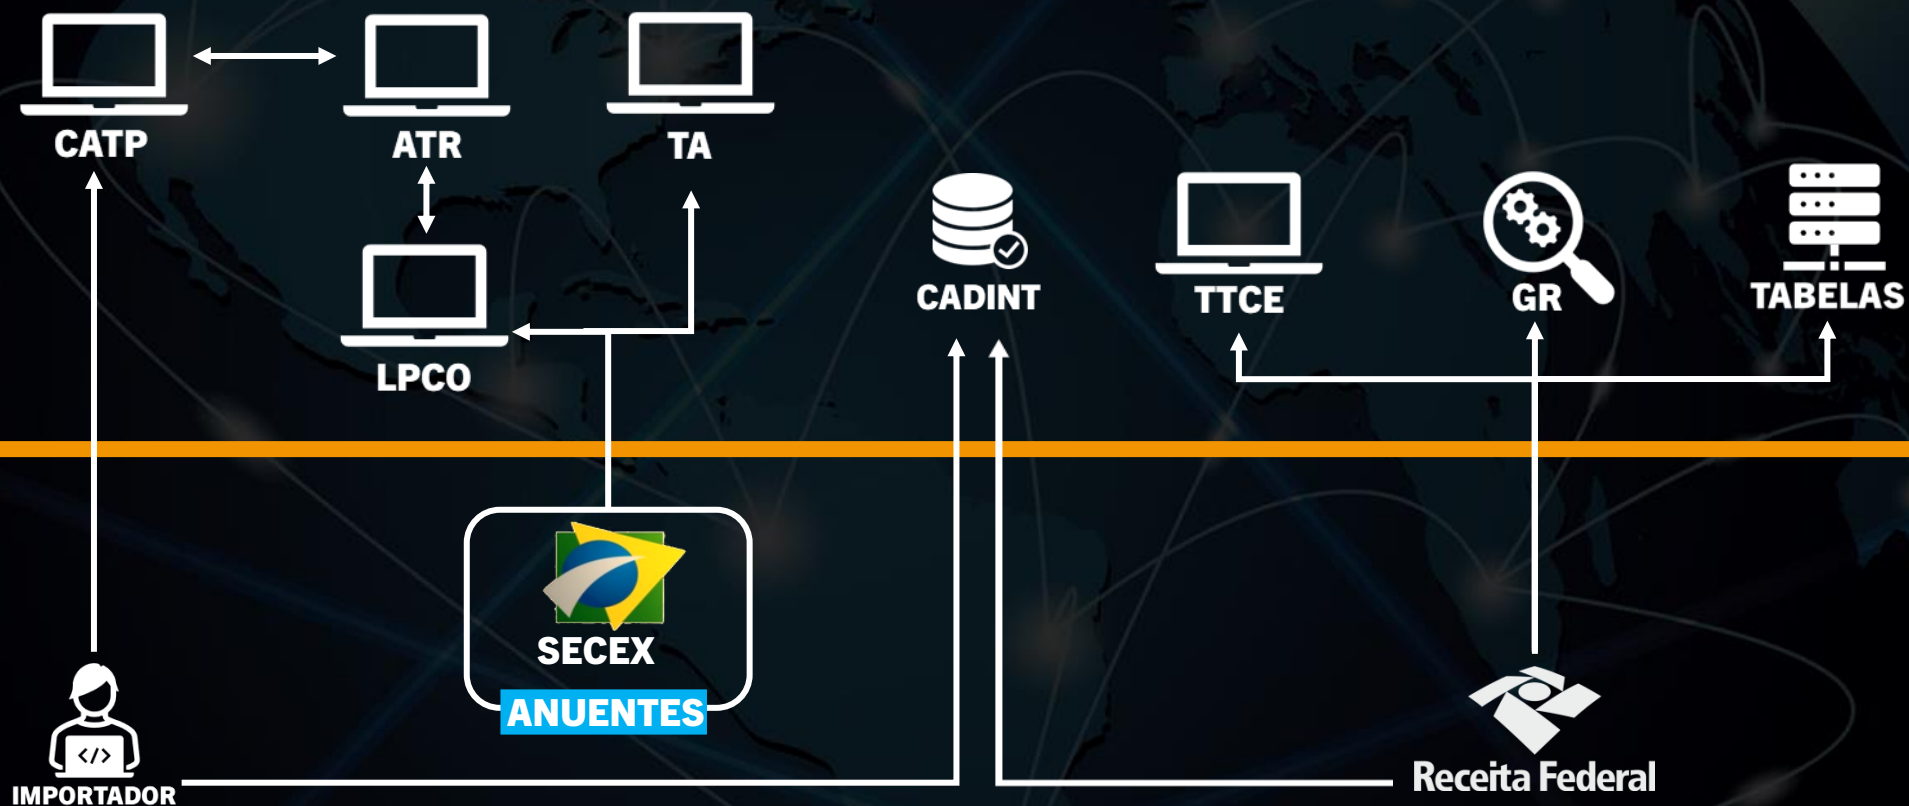 CATP
ATR
TA
CADINT
TTCE
GR
TABELAS
LPCO
SECEX
ANUENTES
IMPORTADOR
</>
Receita Federal